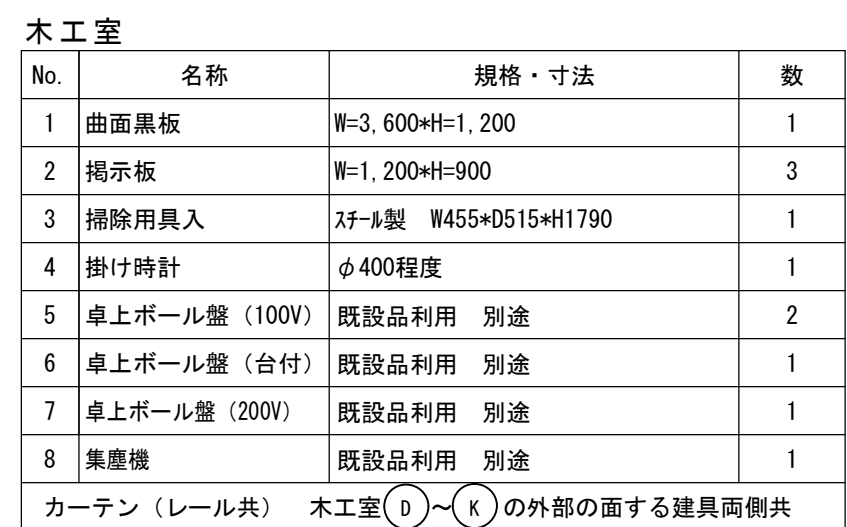 木工室
No. 名称 規格・寸法 数
1 曲面黒板 W=3,600*H=1,200 1
2 掲示板 W=1,200*H=900 3
3 掃除用具入 ｽﾁｰﾙ製　W455*D515*H1790 1
4 掛け時計 φ400程度 1
5 卓上ボール盤（100V） 既設品利用　別途 2
6 卓上ボール盤（台付） 既設品利用　別途 1
7 卓上ボール盤（200V） 既設品利用　別途 1
8 集塵機 既設品利用　別途 1
カーテン（レール共）　木工室D～Kの外部の面する建具両側共